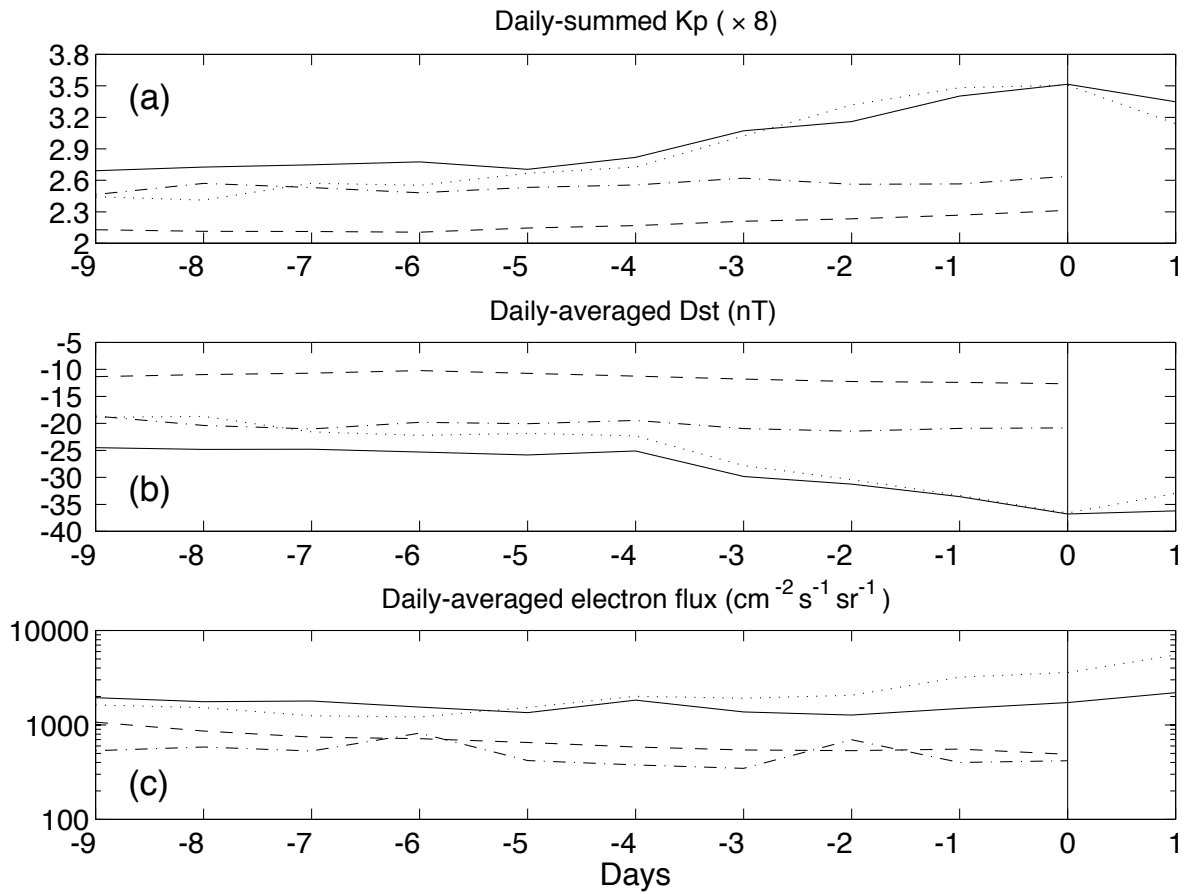 Daily-summed Kp ( × 8)
3.8
3.5
3.2
2.9
2.6
2.3
2
(a)
-9 -8 -7 -6 -5 -4 -3 -2 -1 0 1
Daily-averaged Dst (nT)
-5
-10
-15
-20
-25
-30
-35
-40
(b)
-9 -8 -7 -6 -5 -4 -3 -2 -1 0 1
Daily-averaged electron flux (cm⁻² s⁻¹ sr⁻¹ )
10000
1000
100
(c)
-9 -8 -7 -6 -5 -4 -3 -2 -1 0 1
Days